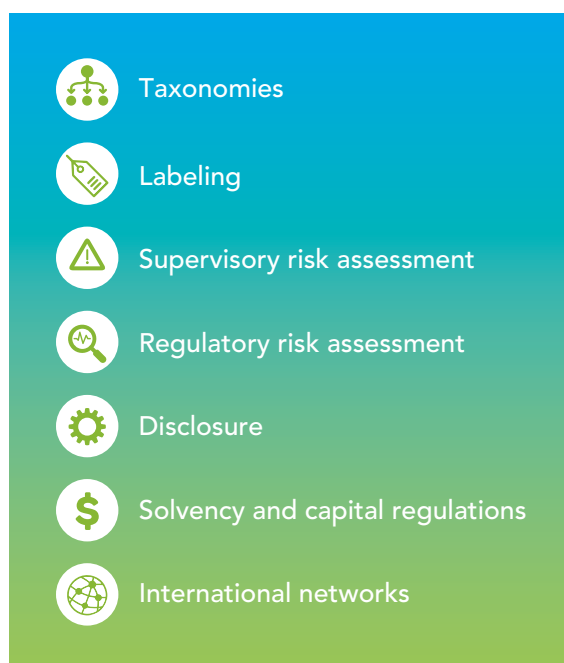 Taxonomies
Labeling
Supervisory risk assessment
Regulatory risk assessment
Disclosure
Solvency and capital regulations
International networks